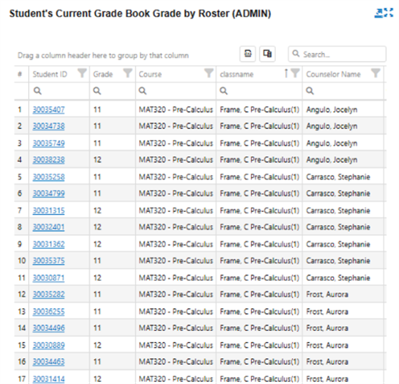 Student's Current Grade Book Grade by Roster (ADMIN)
Drag a column header here to group by that column
Search...
# Student ID Grade Course classname Counselor Name
1 30035407 11 MAT320 - Pre-Calculus Frame, C Pre-Calculus(1) Angulo, Jocelyn
2 30034738 11 MAT320 - Pre-Calculus Frame, C Pre-Calculus(1) Angulo, Jocelyn
3 30035749 11 MAT320 - Pre-Calculus Frame, C Pre-Calculus(1) Angulo, Jocelyn
4 30038238 12 MAT320 - Pre-Calculus Frame, C Pre-Calculus(1) Angulo, Jocelyn
5 30035258 11 MAT320 - Pre-Calculus Frame, C Pre-Calculus(1) Carrasco, Stephanie
6 30034799 11 MAT320 - Pre-Calculus Frame, C Pre-Calculus(1) Carrasco, Stephanie
7 30031315 12 MAT320 - Pre-Calculus Frame, C Pre-Calculus(1) Carrasco, Stephanie
8 30032401 12 MAT320 - Pre-Calculus Frame, C Pre-Calculus(1) Carrasco, Stephanie
9 30031362 12 MAT320 - Pre-Calculus Frame, C Pre-Calculus(1) Carrasco, Stephanie
10 30035375 11 MAT320 - Pre-Calculus Frame, C Pre-Calculus(1) Carrasco, Stephanie
11 30030871 12 MAT320 - Pre-Calculus Frame, C Pre-Calculus(1) Carrasco, Stephanie
12 30035282 11 MAT320 - Pre-Calculus Frame, C Pre-Calculus(1) Frost, Aurora
13 30036255 11 MAT320 - Pre-Calculus Frame, C Pre-Calculus(1) Frost, Aurora
14 30034496 11 MAT320 - Pre-Calculus Frame, C Pre-Calculus(1) Frost, Aurora
15 30030889 12 MAT320 - Pre-Calculus Frame, C Pre-Calculus(1) Frost, Aurora
16 30034463 11 MAT320 - Pre-Calculus Frame, C Pre-Calculus(1) Frost, Aurora
17 30031414 12 MAT320 - Pre-Calculus Frame, C Pre-Calculus(1) Frost, Aurora